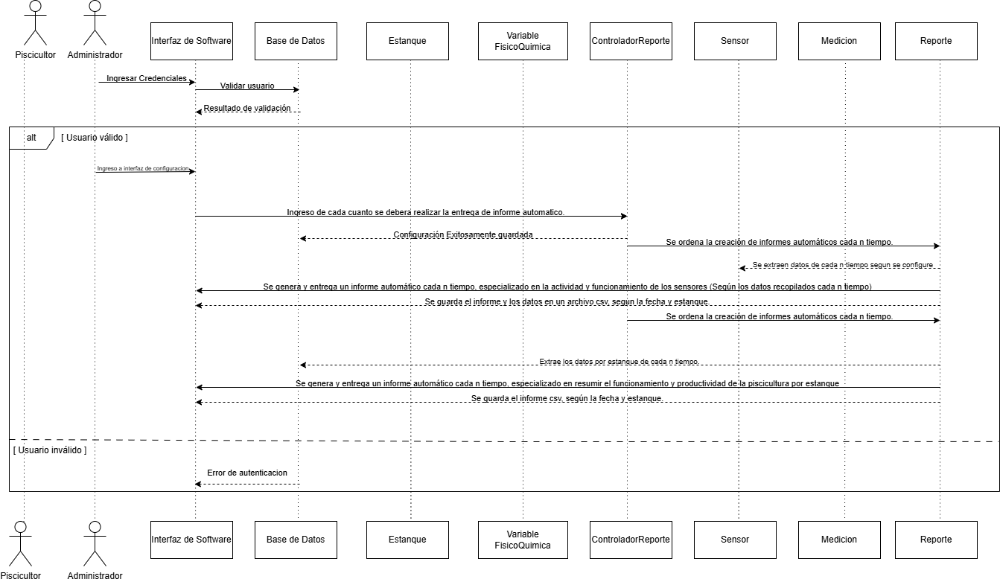 Piscicultor
Administrador
Interfaz de Software
Base de Datos
Estanque
Variable
FisicoQuimica
ControladorReporte
Sensor
Medicion
Reporte
Ingresar Credenciales
Validar usuario
Resultado de validación
alt
[ Usuario válido ]
Ingreso a interfaz de configuracion
Ingreso de cada cuanto se debera realizar la entrega de informe automatico.
Configuración Exitosamente guardada
Se ordena la creación de informes automáticos cada n tiempo.
Se extraen datos de cada n tiempo segun se configure
Se genera y entrega un informe automático cada n tiempo, especializado en la actividad y funcionamiento de los sensores (Según los datos recopilados cada n tiempo)
Se guarda el informe y los datos en un archivo csv, según la fecha y estanque.
Se ordena la creación de informes automáticos cada n tiempo.
Extrae los datos por estanque de cada n tiempo.
Se genera y entrega un informe automático cada n tiempo, especializado en resumir el funcionamiento y productividad de la piscicultura por estanque
Se guarda el informe csv, según la fecha y estanque.
[ Usuario inválido ]
Error de autenticacion
Piscicultor
Administrador
Interfaz de Software
Base de Datos
Estanque
Variable
FisicoQuimica
ControladorReporte
Sensor
Medicion
Reporte